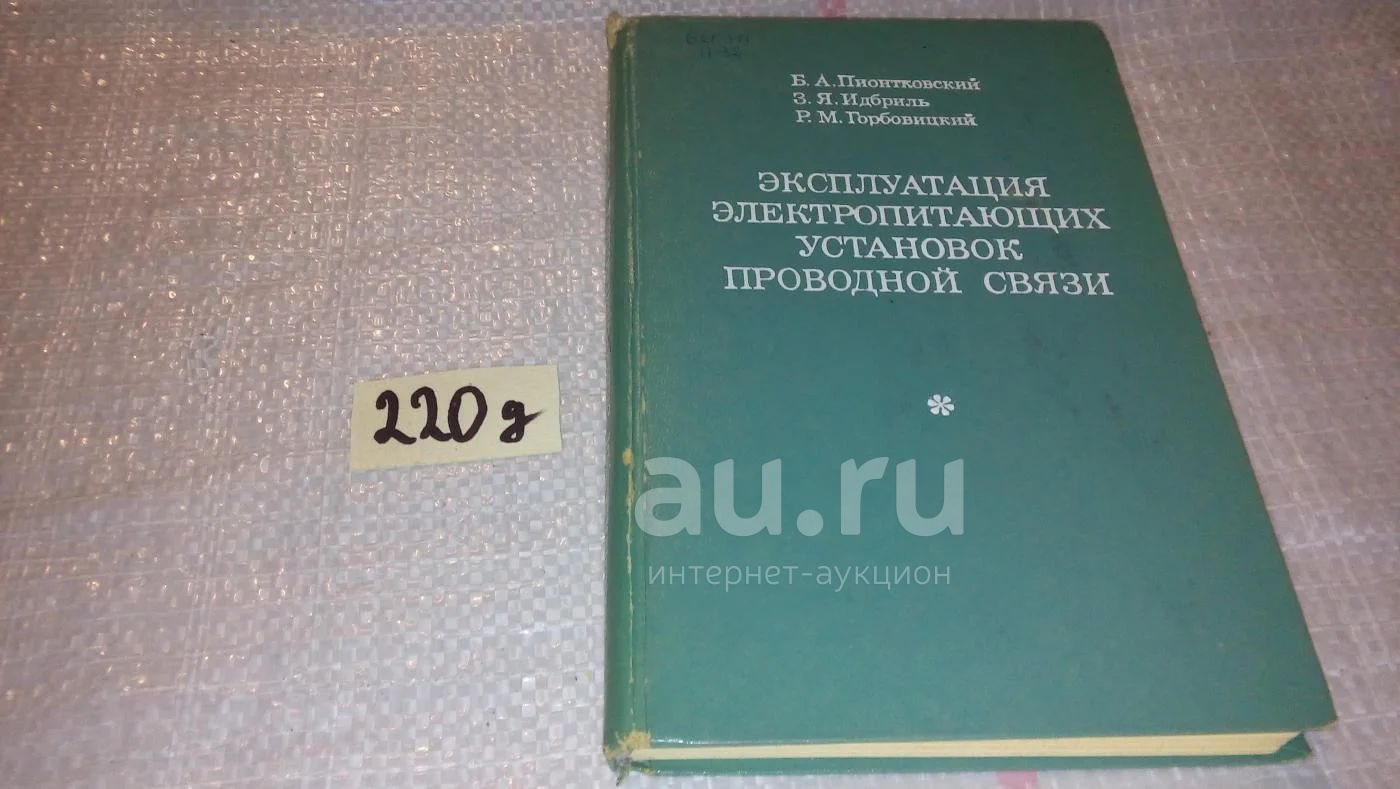 Б. А. Пионтковский
З. Я. Идбриль
Р. М. Горбовицкий
ЭКСПЛУАТАЦИЯ
ЭЛЕКТРОПИТАЮЩИХ
УСТАНОВОК
ПРОВОДНОЙ СВЯЗИ
220 g
au.ru
интернет-аукцион